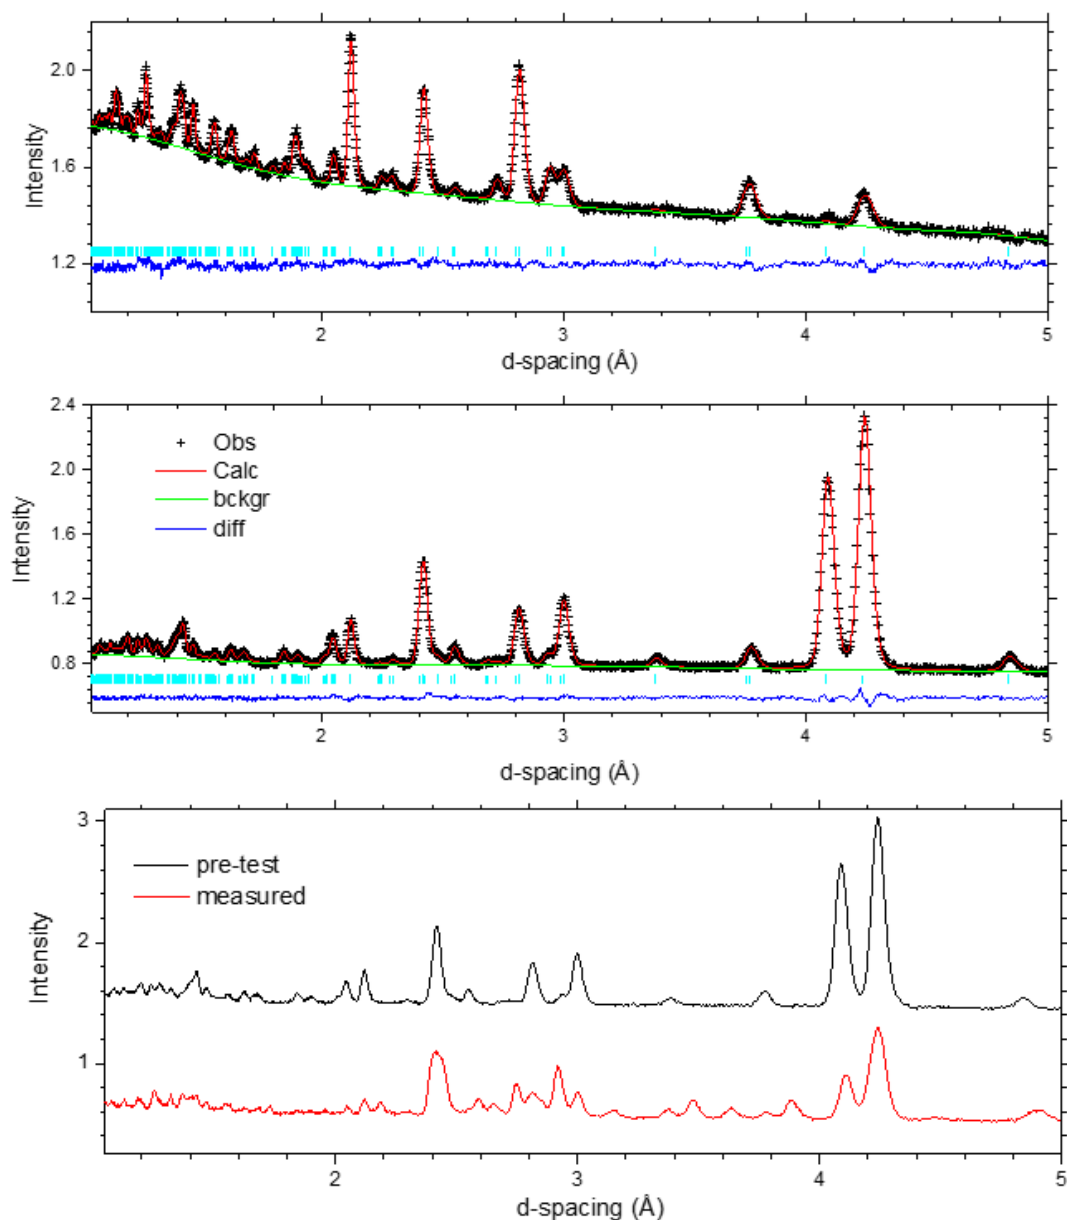 2.0
1.6
1.2
Intensity
2
3
4
5
d-spacing (Å)
2.4
2.0
1.6
1.2
0.8
Intensity
Obs
Calc
bckgr
diff
2
3
4
5
d-spacing (Å)
3
2
1
Intensity
pre-test
measured
2
3
4
5
d-spacing (Å)